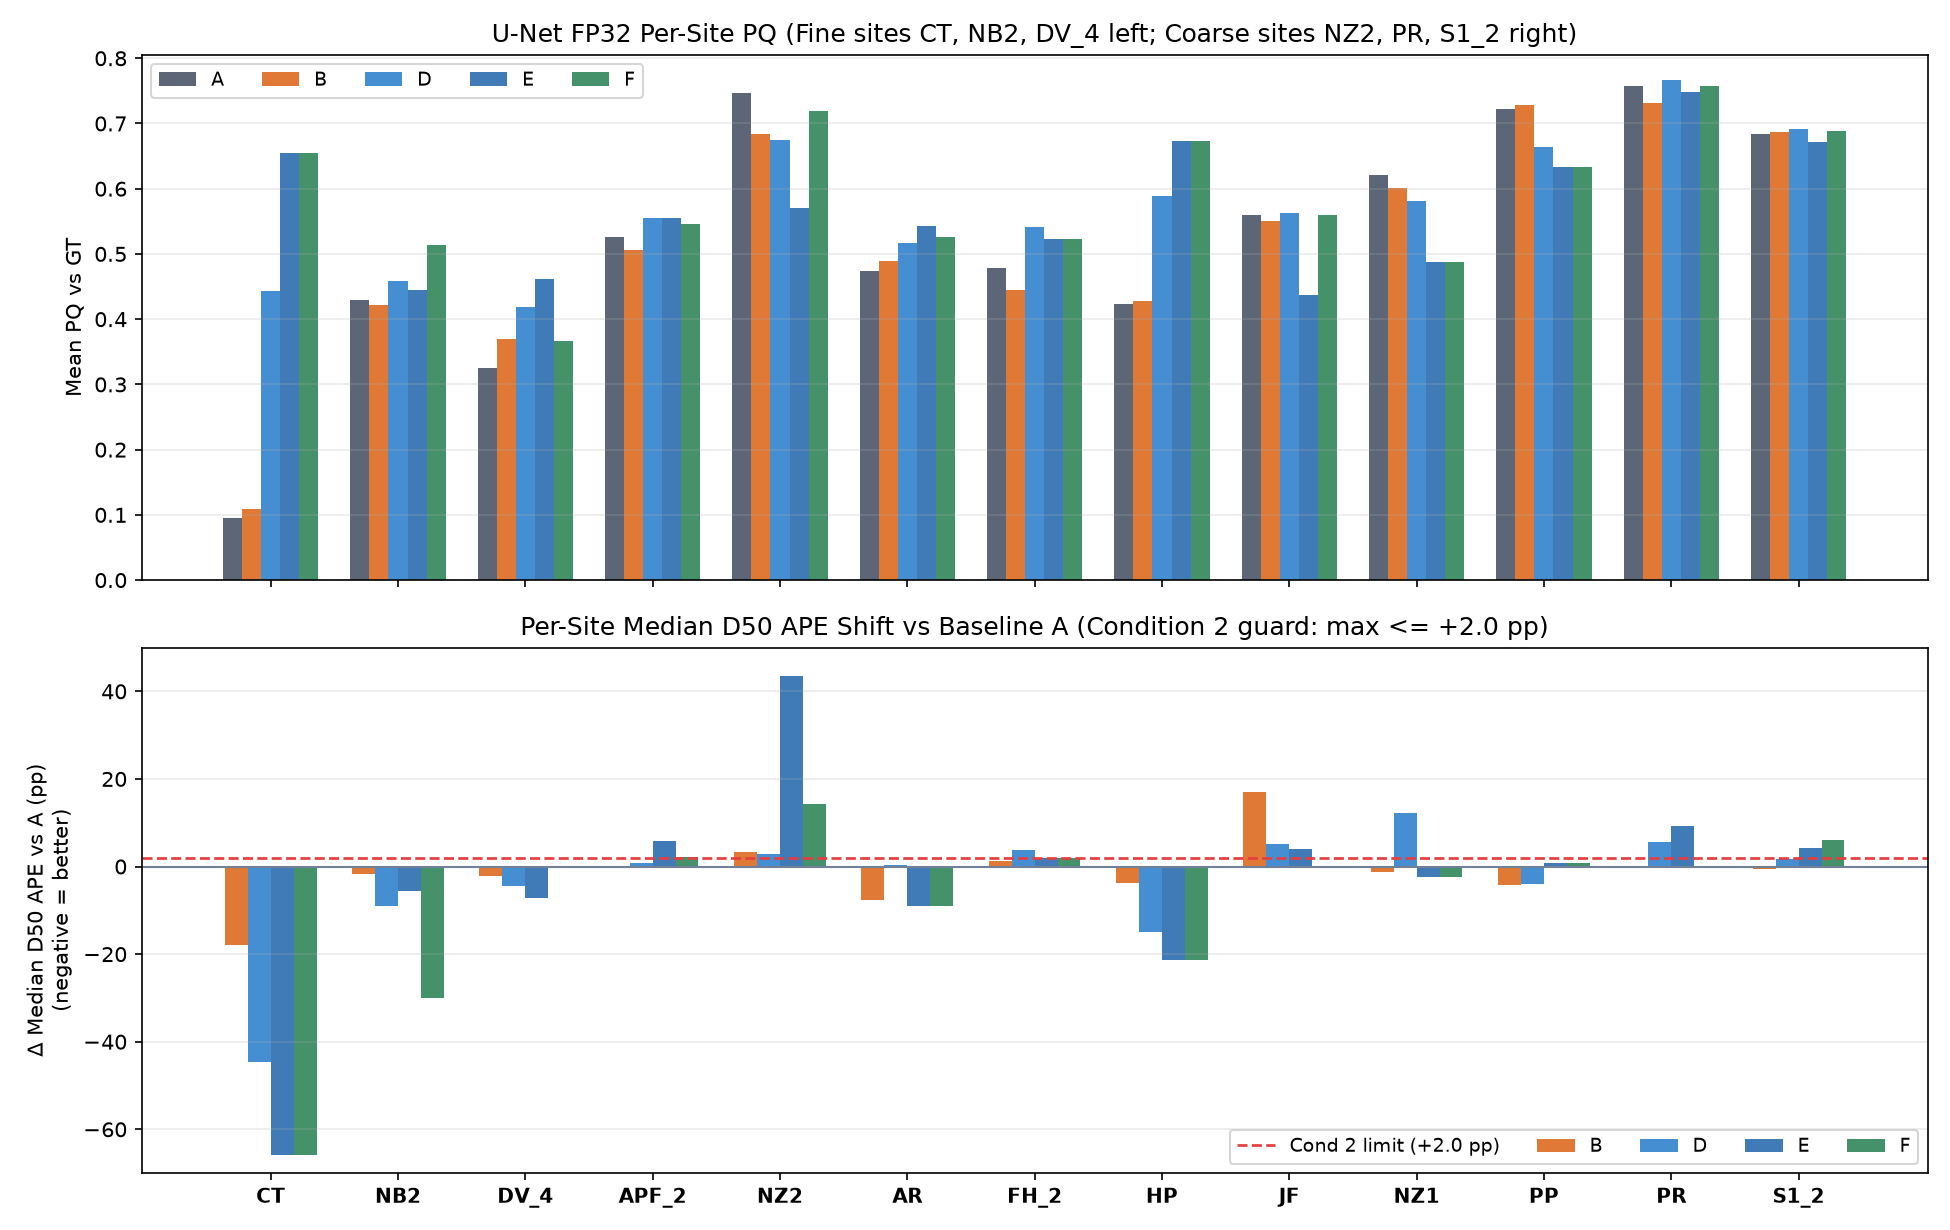 U-Net FP32 Per-Site PQ (Fine sites CT, NB2, DV_4 left; Coarse sites NZ2, PR, S1_2 right)
A B D E F
Mean PQ vs GT
0.8
0.7
0.6
0.5
0.4
0.3
0.2
0.1
0.0
Per-Site Median D50 APE Shift vs Baseline A (Condition 2 guard: max <= +2.0 pp)
Δ Median D50 APE vs A (pp)
(negative = better)
40
20
0
−20
−40
−60
Cond 2 limit (+2.0 pp) B D E F
CT NB2 DV_4 APF_2 NZ2 AR FH_2 HP JF NZ1 PP PR S1_2